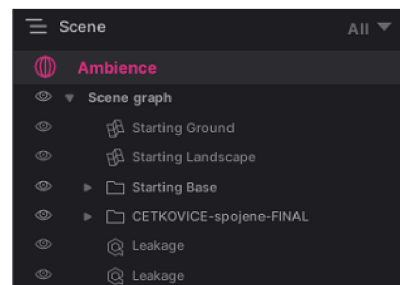 Scene
All
Ambience
Scene graph
Starting Ground
Starting Landscape
Starting Base
CETKOVICE-spojene-FINAL
Leakage
Leakage